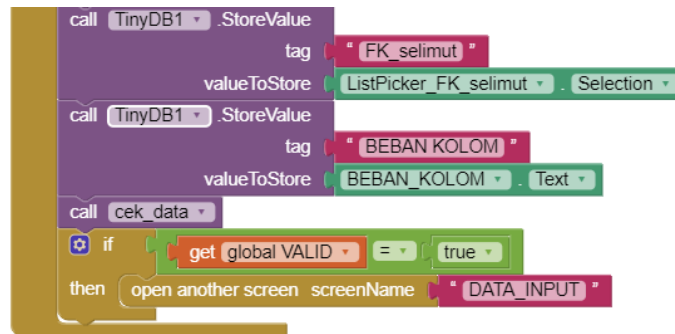 call TinyDB1 .StoreValue
tag " FK_selimut "
valueToStore ListPicker_FK_selimut . Selection
call TinyDB1 .StoreValue
tag " BEBAN KOLOM "
valueToStore BEBAN_KOLOM . Text
call cek_data
if get global VALID = true
then open another screen screenName " DATA_INPUT "